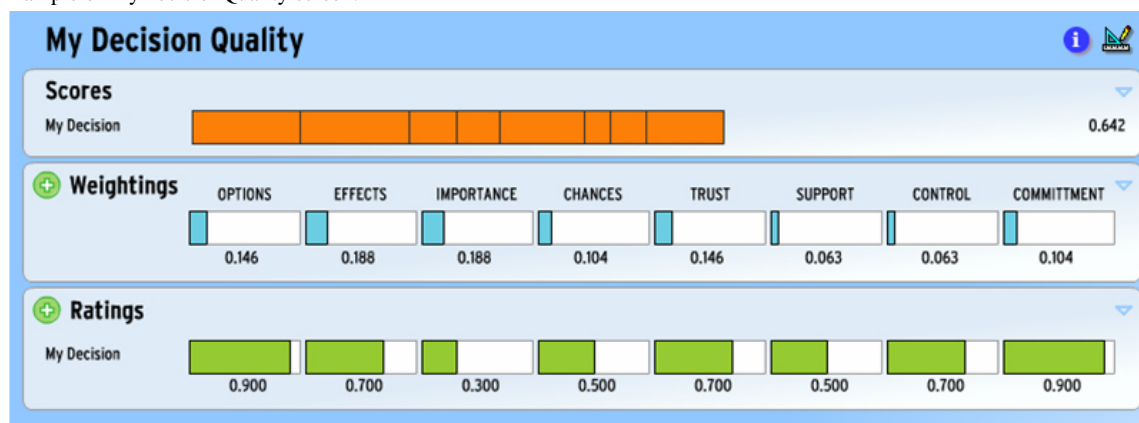 My Decision Quality
Scores
My Decision
0.642
Weightings
OPTIONS EFFECTS IMPORTANCE CHANCES TRUST SUPPORT CONTROL COMMITTMENT
0.146 0.188 0.188 0.104 0.146 0.063 0.063 0.104
Ratings
My Decision
0.900 0.700 0.300 0.500 0.700 0.500 0.700 0.900